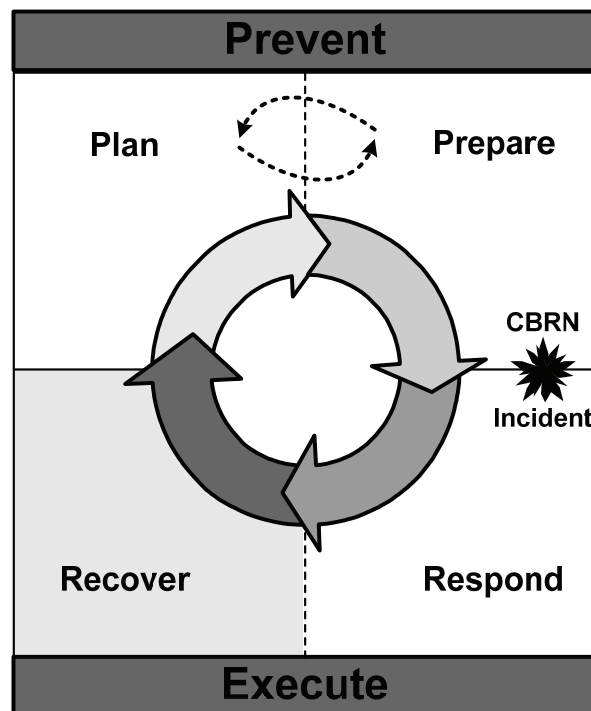 Prevent
Plan
Prepare
CBRN
Incident
Recover
Respond
Execute